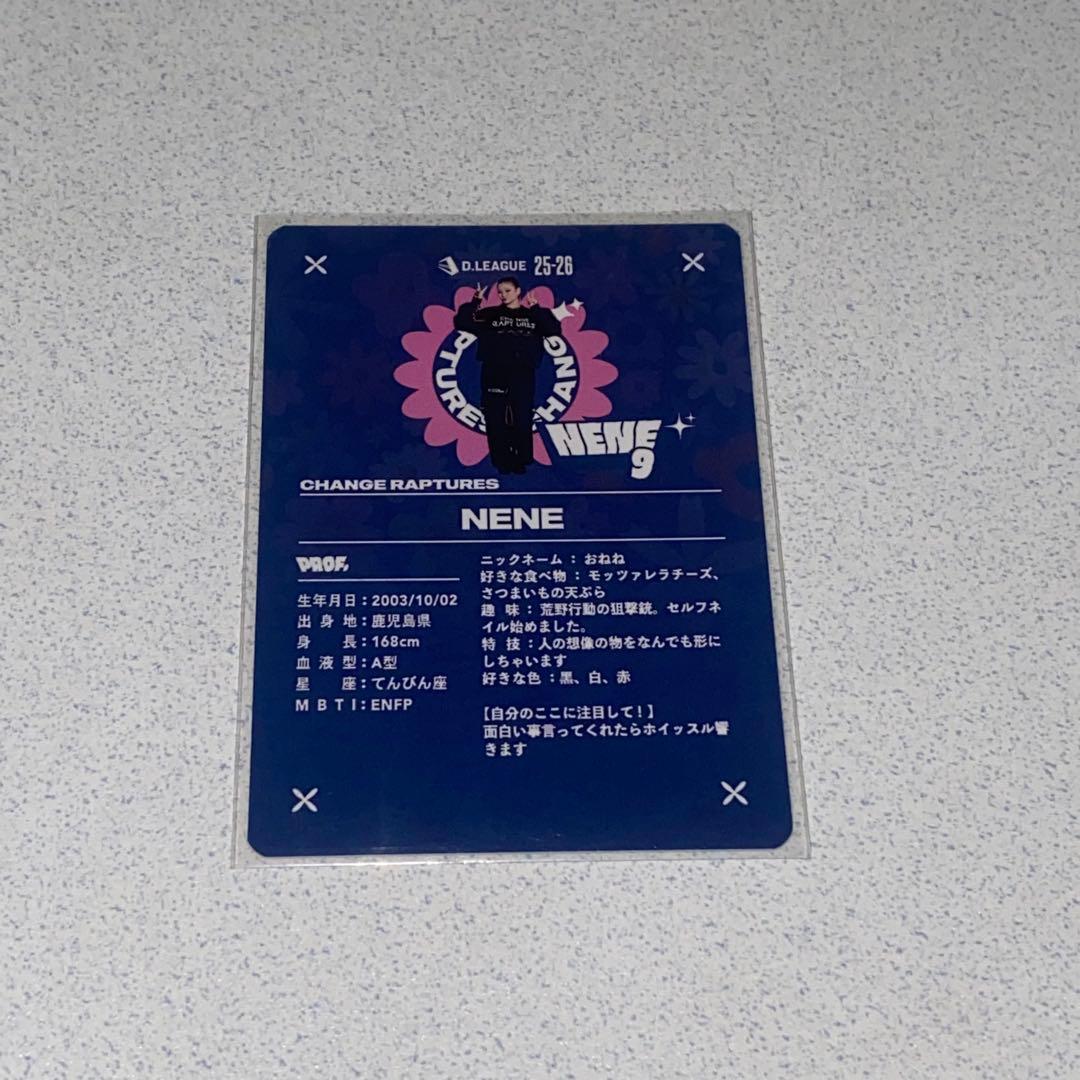 D.LEAGUE 25-26
CHANGE RAPTURES
PTURES CHANG
NENE
9
CHANGE RAPTURES
NENE
PROF.
生年月日：2003/10/02
出身地：鹿児島県
身長：168cm
血液型：A型
星座：てんびん座
MBTI：ENFP
ニックネーム：おねね
好きな食べ物：モッツァレラチーズ、
さつまいもの天ぷら
趣味：荒野行動の狙撃銃。セルフネ
イル始めました。
特技：人の想像の物をなんでも形に
しちゃいます
好きな色：黒、白、赤
【自分のここに注目して！】
面白い事言ってくれたらホイッスル響
きます